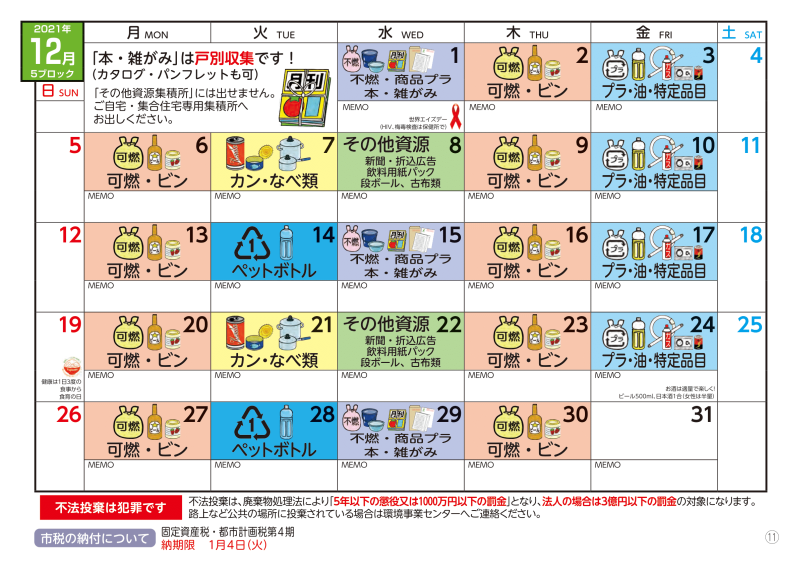 2021年
12月
5ブロック
月 MON
火 TUE
水 WED
木 THU
金 FRI
土 SAT
日 SUN
「本・雑がみ」は戸別収集です！
（カタログ・パンフレットも可）
「その他資源集積所」には出せません。
ご自宅・集合住宅専用集積所へ
お出しください。
月刊
不燃
月刊
1
不燃・商品プラ
本・雑がみ
MEMO
世界エイズデー
（HIV、梅毒検査は保健所で）
可燃
2
可燃・ビン
MEMO
プラ
3
プラ・油・特定品目
MEMO
4
5
可燃
6
可燃・ビン
MEMO
7
カン・なべ類
MEMO
その他資源 8
新聞・折込広告
飲料用紙パック
段ボール、古布類
MEMO
可燃
9
可燃・ビン
MEMO
プラ
10
プラ・油・特定品目
MEMO
11
12
可燃
13
可燃・ビン
MEMO
1
14
ペットボトル
MEMO
不燃
月刊
15
不燃・商品プラ
本・雑がみ
MEMO
可燃
16
可燃・ビン
MEMO
プラ
17
プラ・油・特定品目
MEMO
18
19
健康は1日3度の
食事から
食育の日
可燃
20
可燃・ビン
MEMO
21
カン・なべ類
MEMO
その他資源 22
新聞・折込広告
飲料用紙パック
段ボール、古布類
MEMO
可燃
23
可燃・ビン
MEMO
プラ
24
プラ・油・特定品目
MEMO
お酒は適量で楽しく!
ビール500ml、日本酒1合（女性は半量）
25
26
可燃
27
可燃・ビン
MEMO
1
28
ペットボトル
MEMO
不燃
月刊
29
不燃・商品プラ
本・雑がみ
MEMO
可燃
30
可燃・ビン
MEMO
31
MEMO
不法投棄は犯罪です
不法投棄は、廃棄物処理法により「5年以下の懲役又は1000万円以下の罰金」となり、法人の場合は3億円以下の罰金の対象になります。
路上など公共の場所に投棄されている場合は環境事業センターへご連絡ください。
市税の納付について
固定資産税・都市計画税第4期
納期限 1月4日（火）
⑪